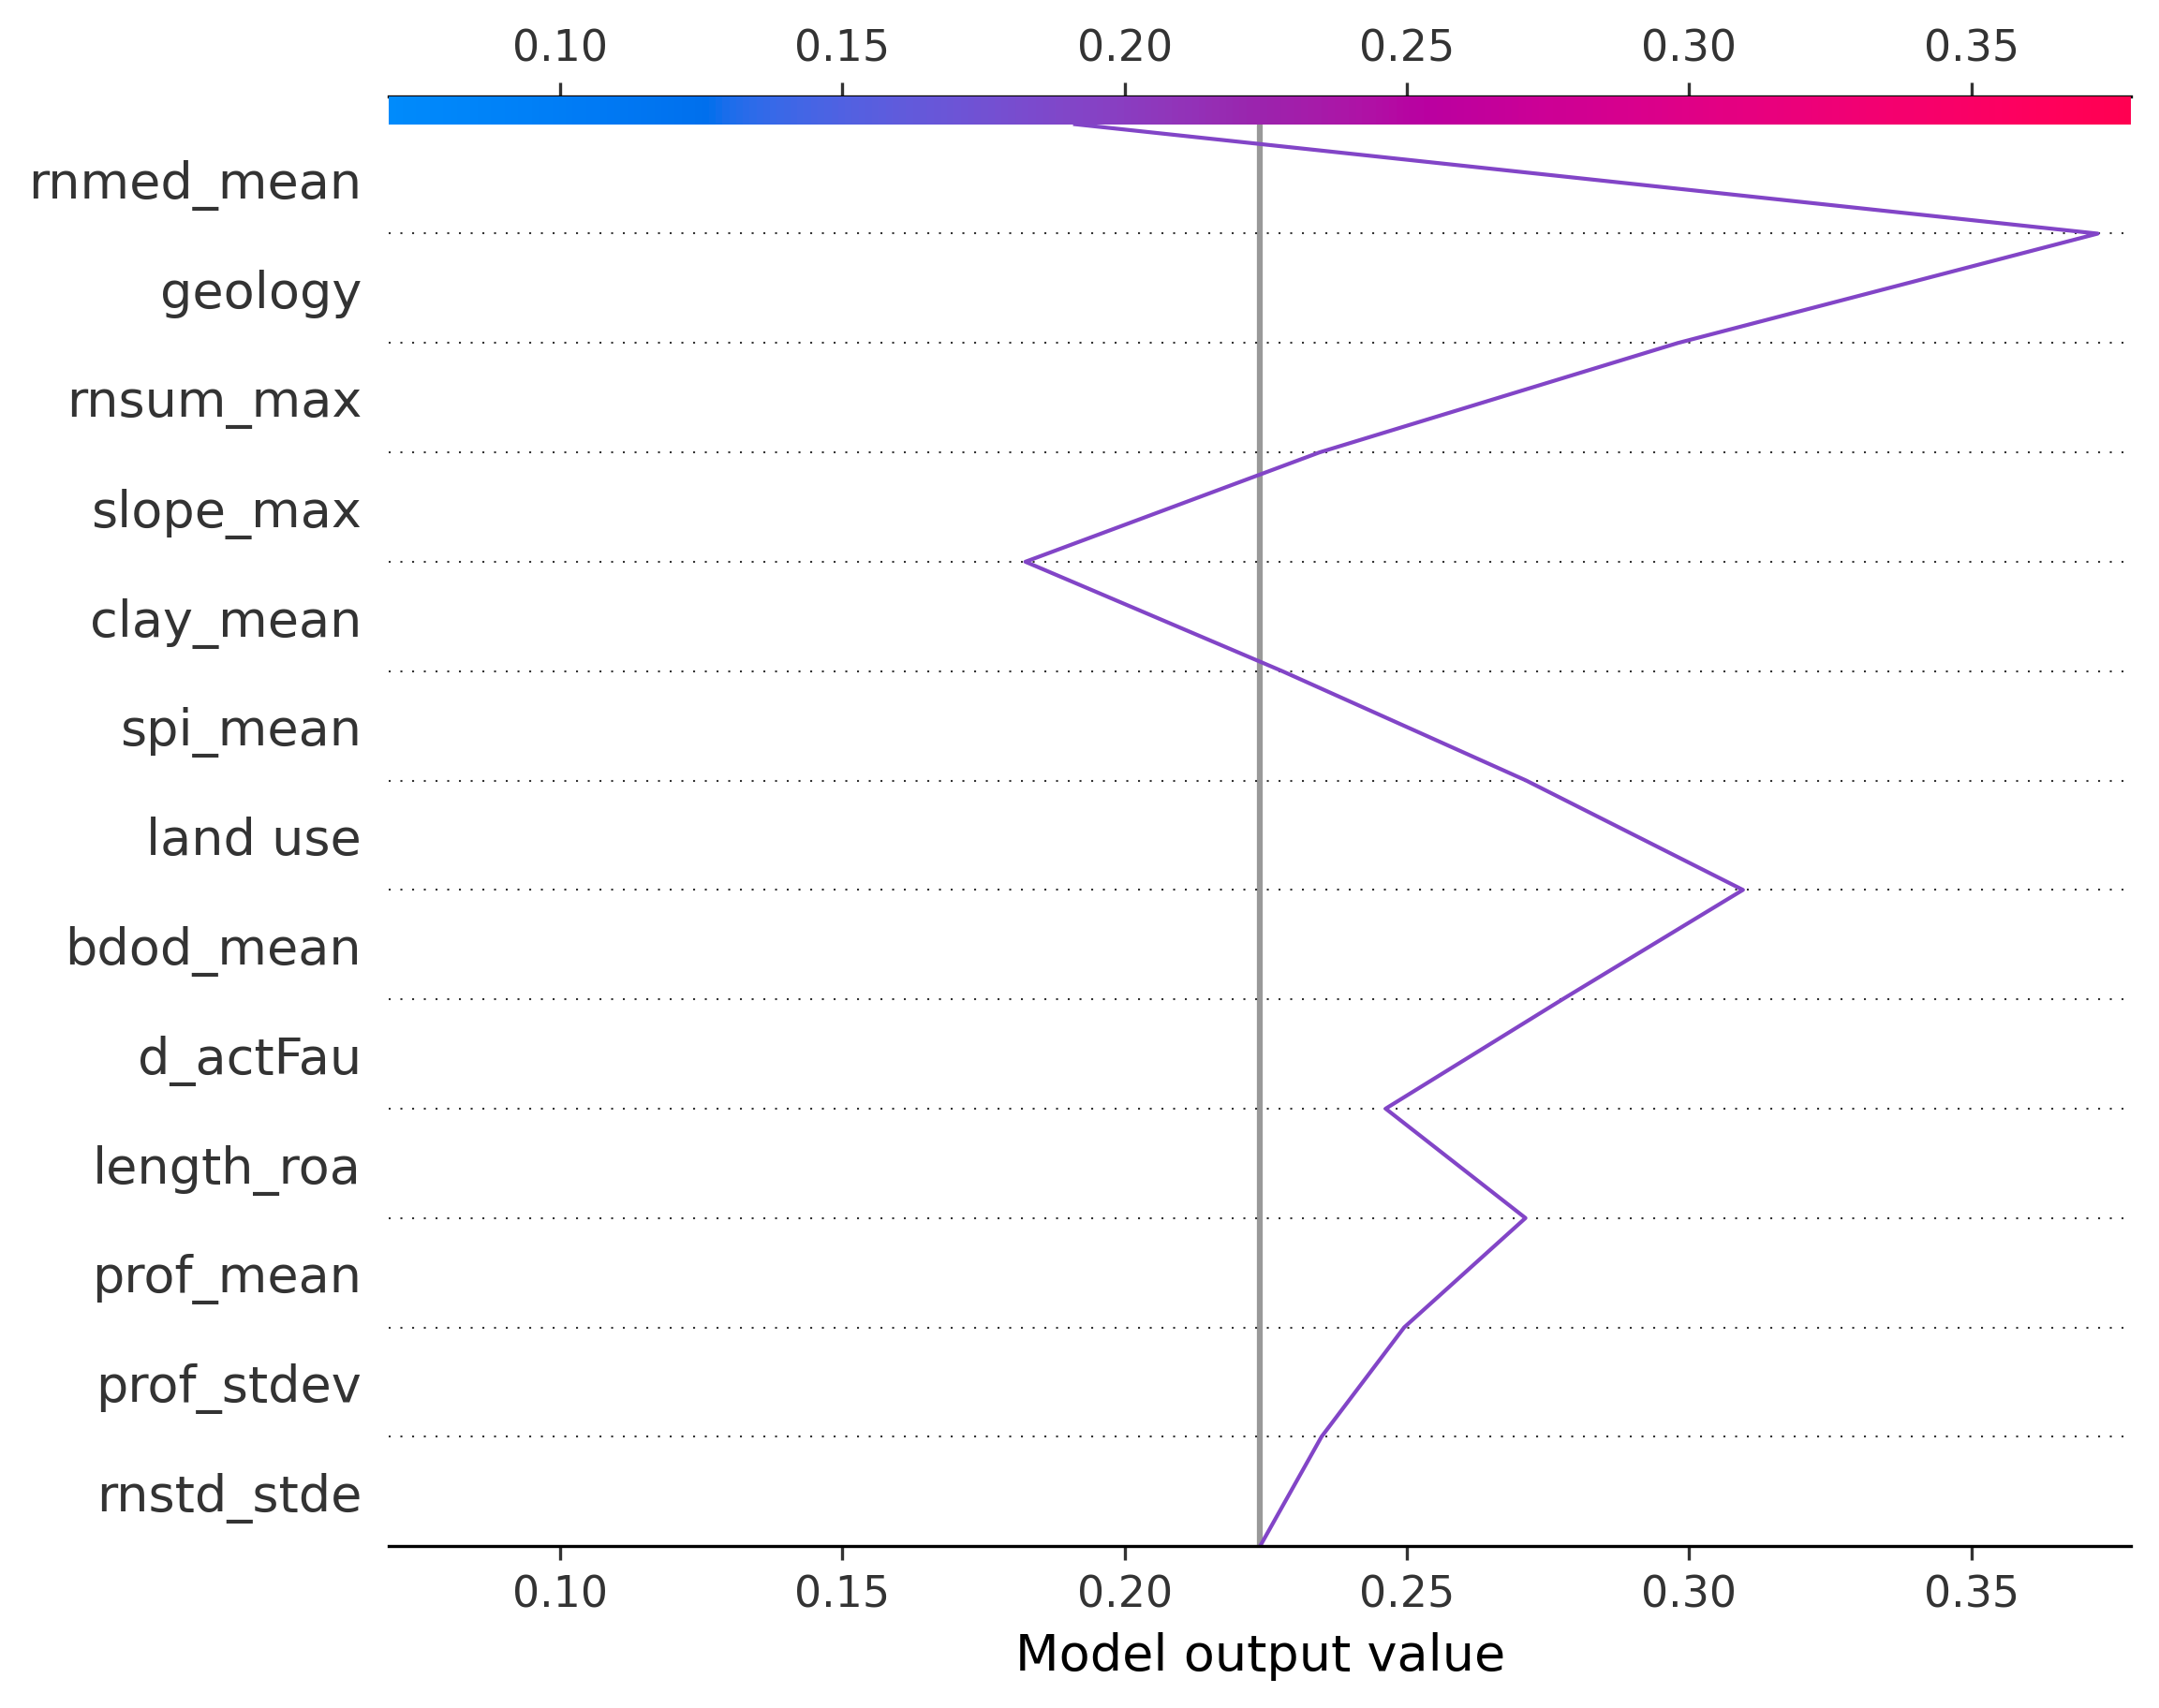 0.10 0.15 0.20 0.25 0.30 0.35
rnmed_mean
geology
rnsum_max
slope_max
clay_mean
spi_mean
land use
bdod_mean
d_actFau
length_roa
prof_mean
prof_stdev
rnstd_stde
0.10 0.15 0.20 0.25 0.30 0.35
Model output value